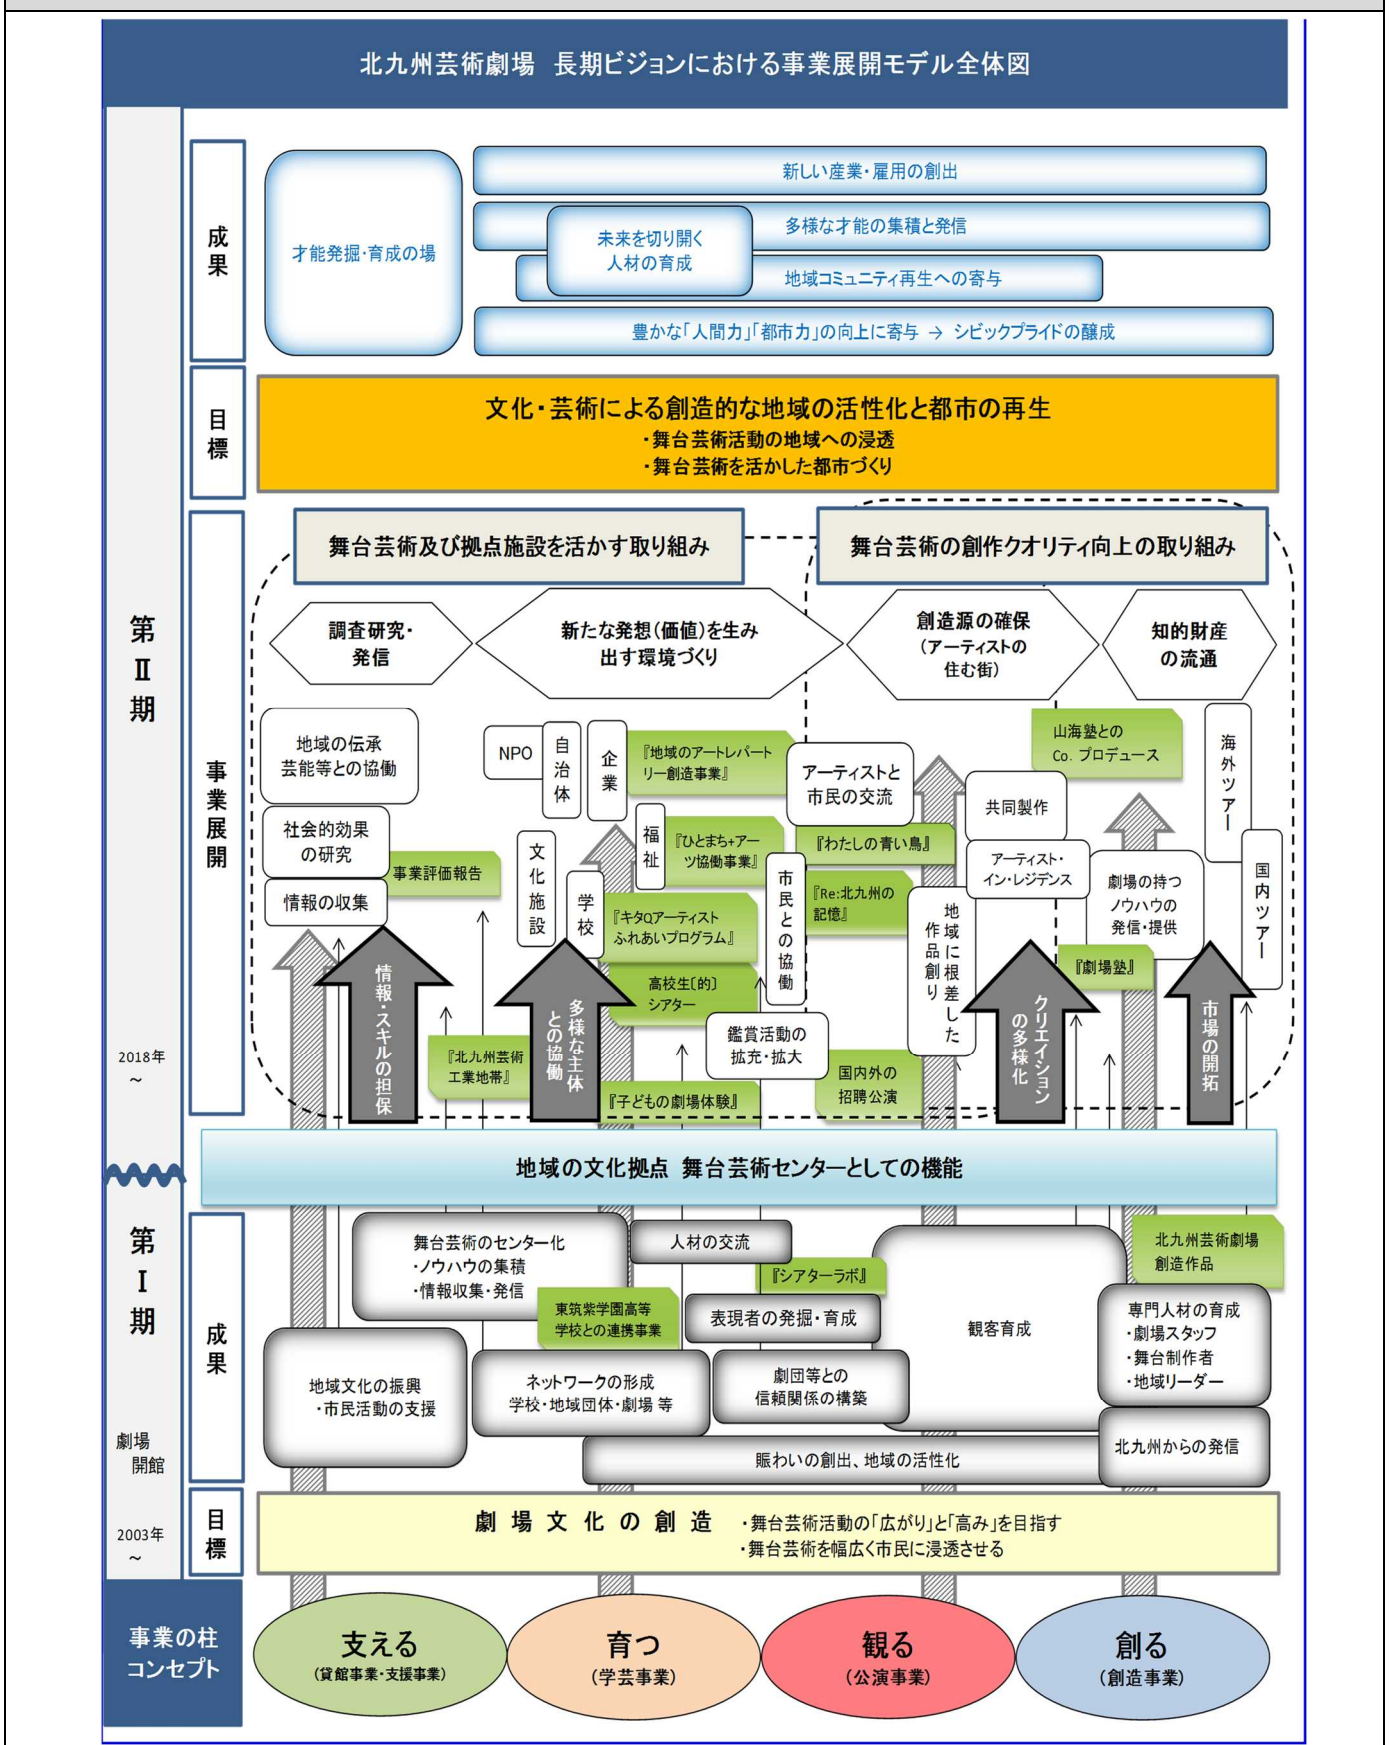 北九州芸術劇場 長期ビジョンにおける事業展開モデル全体図
成果
才能発掘・育成の場
新しい産業・雇用の創出
多様な才能の集積と発信
未来を切り開く
人材の育成
地域コミュニティ再生への寄与
豊かな「人間力」「都市力」の向上に寄与 → シビックプライドの醸成
目標
文化・芸術による創造的な地域の活性化と都市の再生
・舞台芸術活動の地域への浸透
・舞台芸術を活かした都市づくり
第Ⅱ期
2018年
～
事業展開
舞台芸術及び拠点施設を活かす取り組み
舞台芸術の創作クオリティ向上の取り組み
調査研究・
発信
新たな発想(価値)を生み
出す環境づくり
創造源の確保
(アーティストの
住む街)
知的財産
の流通
地域の伝承
芸能等との協働
社会的効果
の研究
情報の収集
事業評価報告
NPO
自治体
企業
『地域のアートレパート
リー創造事業』
福祉
『ひとまち+アー
ツ協働事業』
文化施設
学校
『キタQアーティスト
ふれあいプログラム』
高校生〔的〕
シアター
市民との協働
アーティストと
市民の交流
『わたしの青い鳥』
『Re:北九州の
記憶』
地域に根差した
作品創り
山海塾との
Co. プロデュース
共同製作
アーティスト・
イン・レジデンス
劇場の持つ
ノウハウの
発信・提供
『劇場塾』
海外ツアー
国内ツアー
情報・スキルの担保
『北九州芸術
工業地帯』
多様な主体
との協働
『子どもの劇場体験』
鑑賞活動の
拡充・拡大
国内外の
招聘公演
クリエイション
の多様化
市場の開拓
地域の文化拠点 舞台芸術センターとしての機能
第Ⅰ期
劇場
開館
2003年
～
成果
舞台芸術のセンター化
・ノウハウの集積
・情報収集・発信
人材の交流
『シアターラボ』
東筑紫学園高等
学校との連携事業
表現者の発掘・育成
観客育成
北九州芸術劇場
創造作品
専門人材の育成
・劇場スタッフ
・舞台制作者
・地域リーダー
地域文化の振興
・市民活動の支援
ネットワークの形成
学校・地域団体・劇場 等
劇団等との
信頼関係の構築
北九州からの発信
賑わいの創出、地域の活性化
目標
劇場文化の創造
・舞台芸術活動の「広がり」と「高み」を目指す
・舞台芸術を幅広く市民に浸透させる
事業の柱
コンセプト
支える
(貸館事業・支援事業)
育つ
(学芸事業)
観る
(公演事業)
創る
(創造事業)